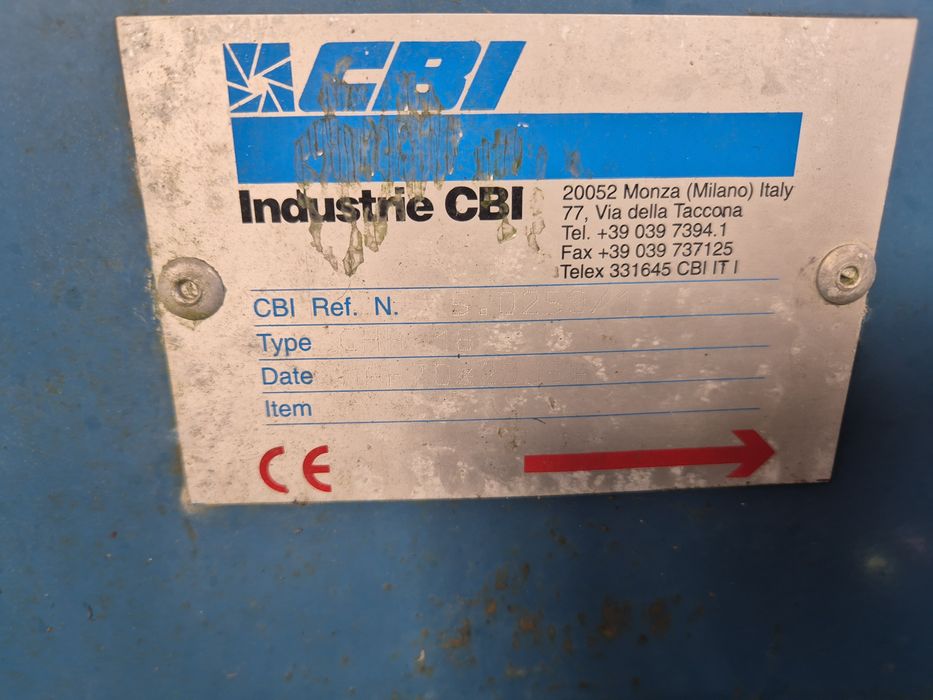 CBI
Industrie CBI
20052 Monza (Milano) Italy
77, Via della Taccona
Tel. +39 039 7394.1
Fax +39 039 737125
Telex 331645 CBI IT I
CBI Ref. N.
Type
Date
Item
CE